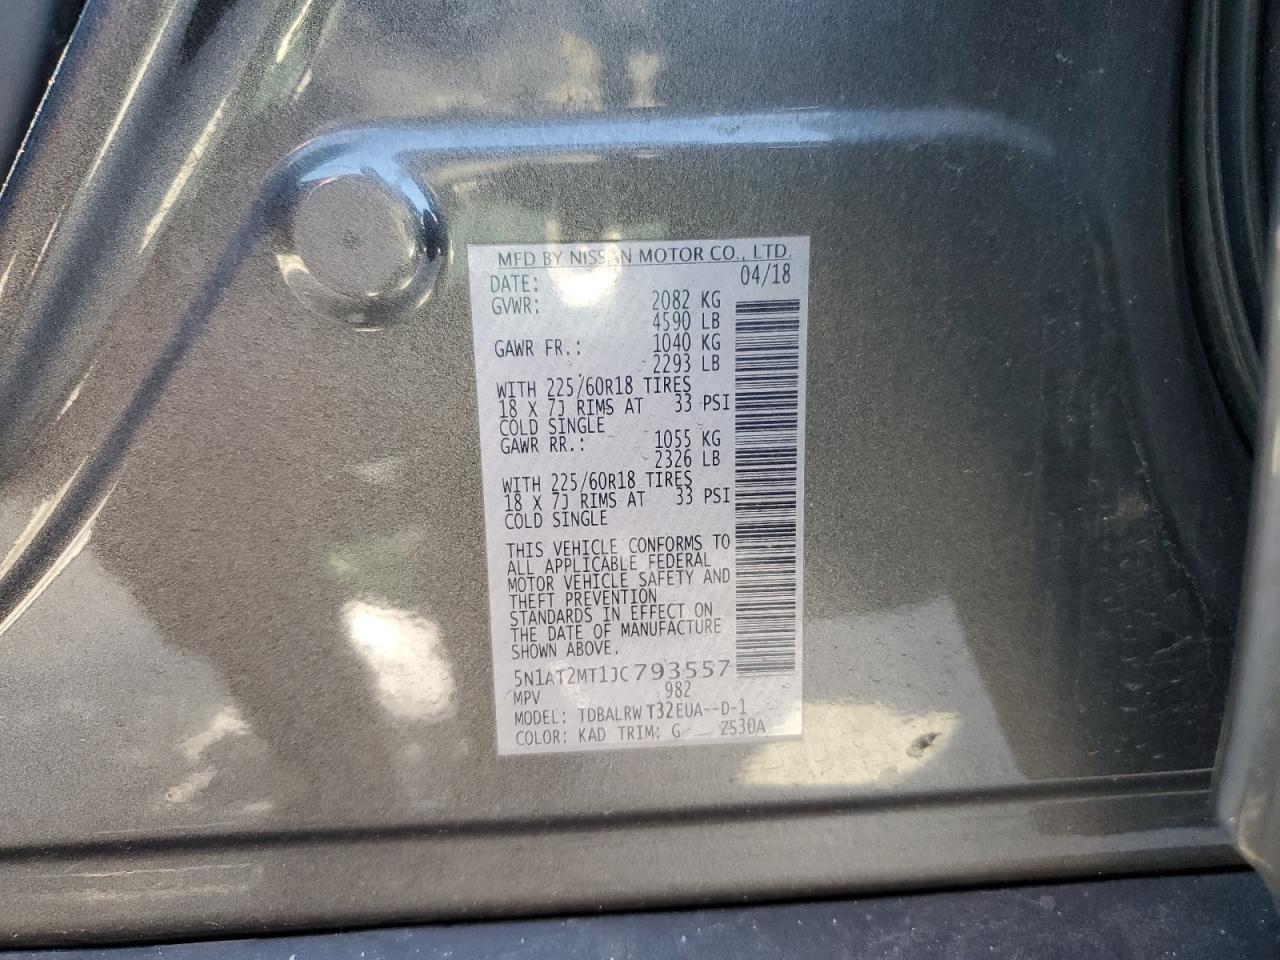 MFD BY NISSAN MOTOR CO., LTD.
DATE: 04/18
GVWR: 2082 KG
4590 LB
GAWR FR.: 1040 KG
2293 LB
WITH 225/60R18 TIRES
18 X 7J RIMS AT 33 PSI
COLD SINGLE
GAWR RR.: 1055 KG
2326 LB
WITH 225/60R18 TIRES
18 X 7J RIMS AT 33 PSI
COLD SINGLE
THIS VEHICLE CONFORMS TO
ALL APPLICABLE FEDERAL
MOTOR VEHICLE SAFETY AND
THEFT PREVENTION
STANDARDS IN EFFECT ON
THE DATE OF MANUFACTURE
SHOWN ABOVE.
5N1AT2MT1JC793557
MPV 982
MODEL: TDBALRW T32EUA--D-1
COLOR: KAD TRIM: G 2S30A